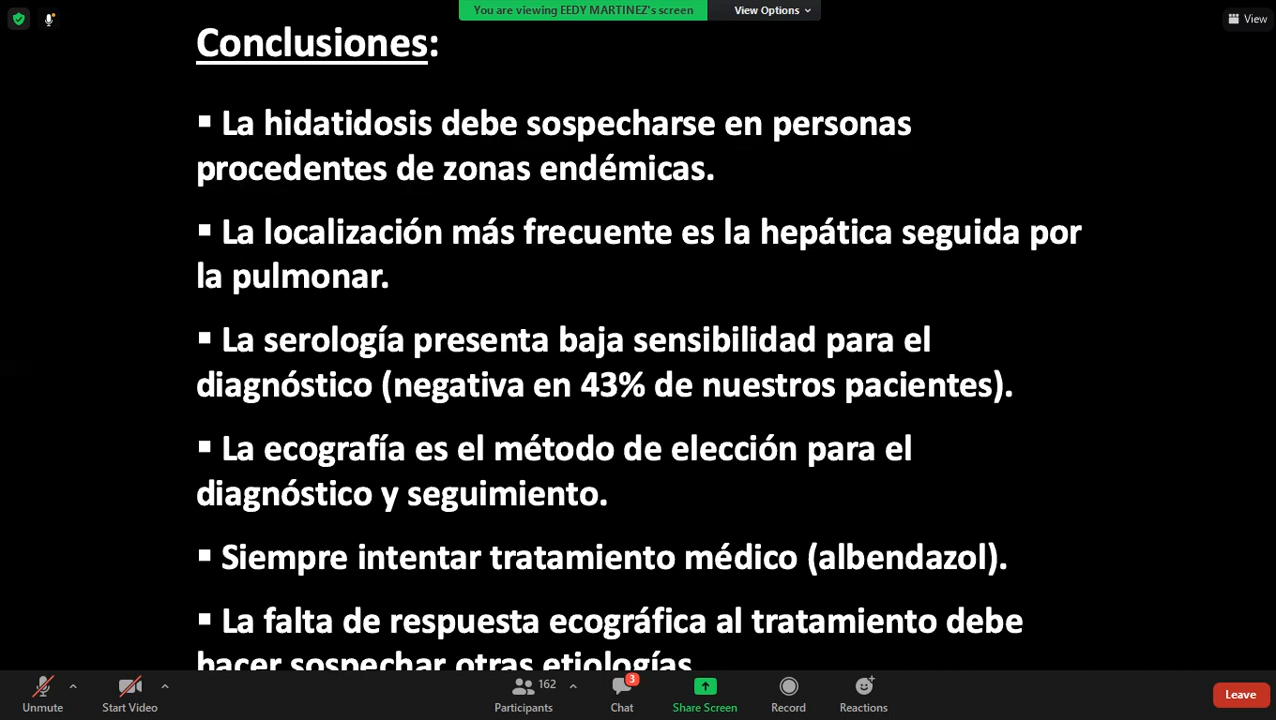 You are viewing EEDY MARTINEZ's screen
View Options
View
Conclusiones:
▪ La hidatidosis debe sospecharse en personas
procedentes de zonas endémicas.
▪ La localización más frecuente es la hepática seguida por
la pulmonar.
▪ La serología presenta baja sensibilidad para el
diagnóstico (negativa en 43% de nuestros pacientes).
▪ La ecografía es el método de elección para el
diagnóstico y seguimiento.
▪ Siempre intentar tratamiento médico (albendazol).
▪ La falta de respuesta ecográfica al tratamiento debe
hacer sospechar otras etiologías.
Unmute
Start Video
162
Participants
3
Chat
Share Screen
Record
Reactions
Leave